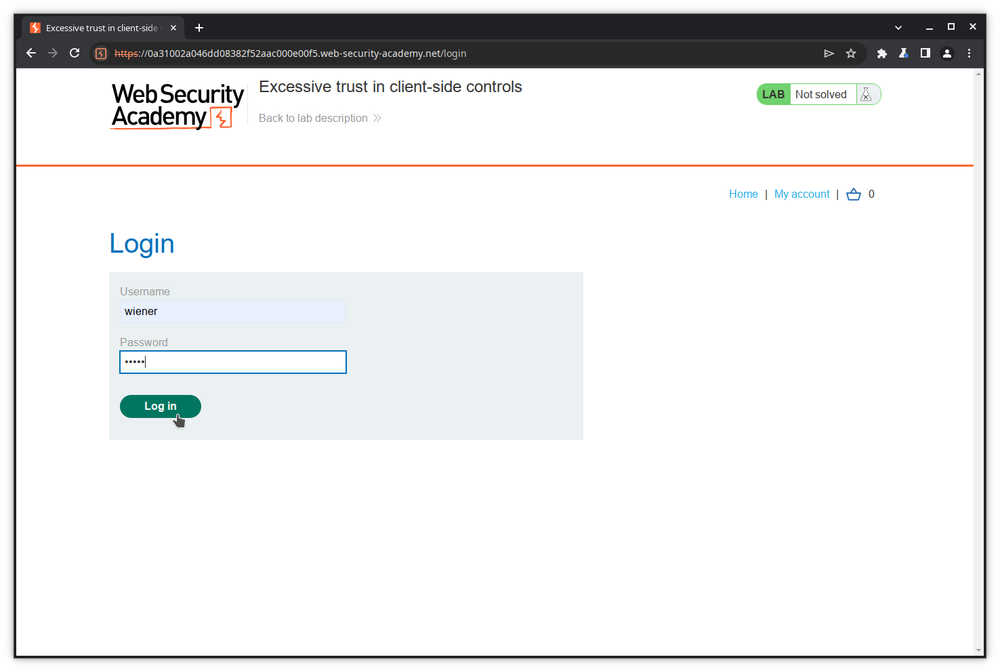 Excessive trust in client-side
https://0a31002a046dd08382f52aac000e00f5.web-security-academy.net/login
Web Security
Academy
Excessive trust in client-side controls
Back to lab description
LAB Not solved
Home | My account | 0
Login
Username
wiener
Password
•••••
Log in